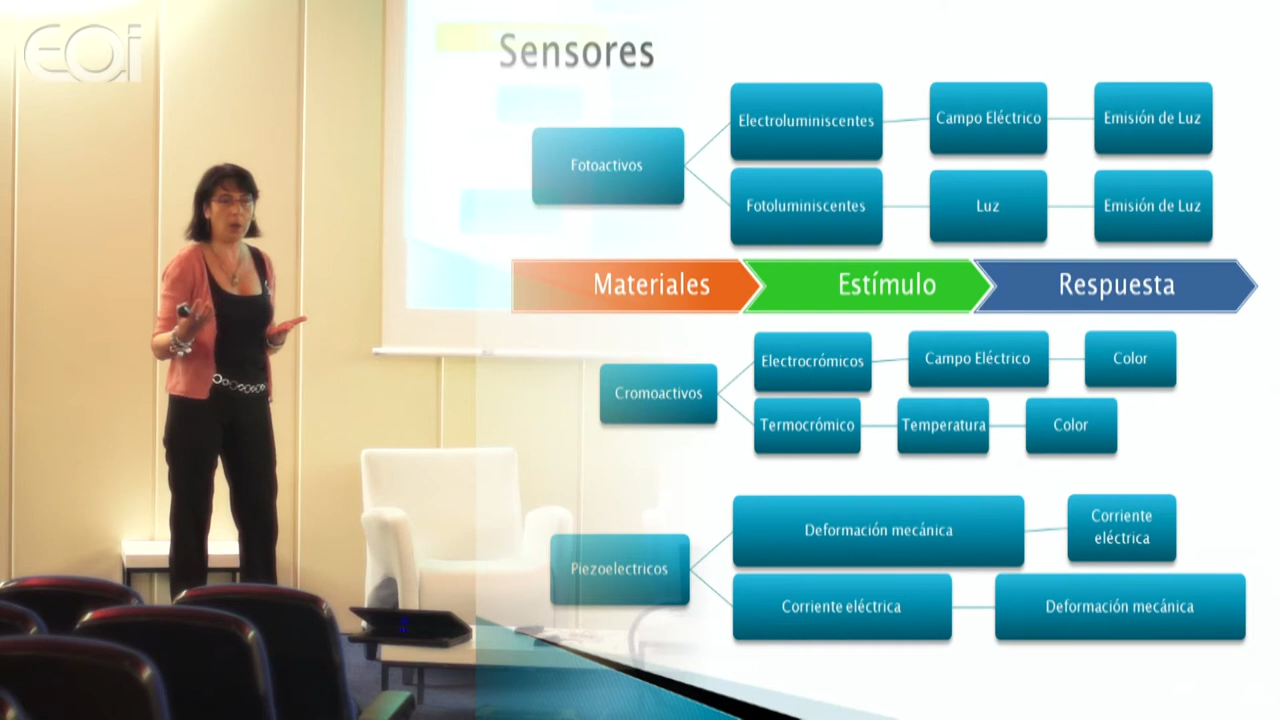 EOi
Sensores
Fotoactivos
Electroluminiscentes
Campo Eléctrico
Emisión de Luz
Fotoluminiscentes
Luz
Emisión de Luz
Materiales
Estímulo
Respuesta
Cromoactivos
Electrocrómicos
Campo Eléctrico
Color
Termocrómico
Temperatura
Color
Piezoelectricos
Deformación mecánica
Corriente
eléctrica
Corriente eléctrica
Deformación mecánica